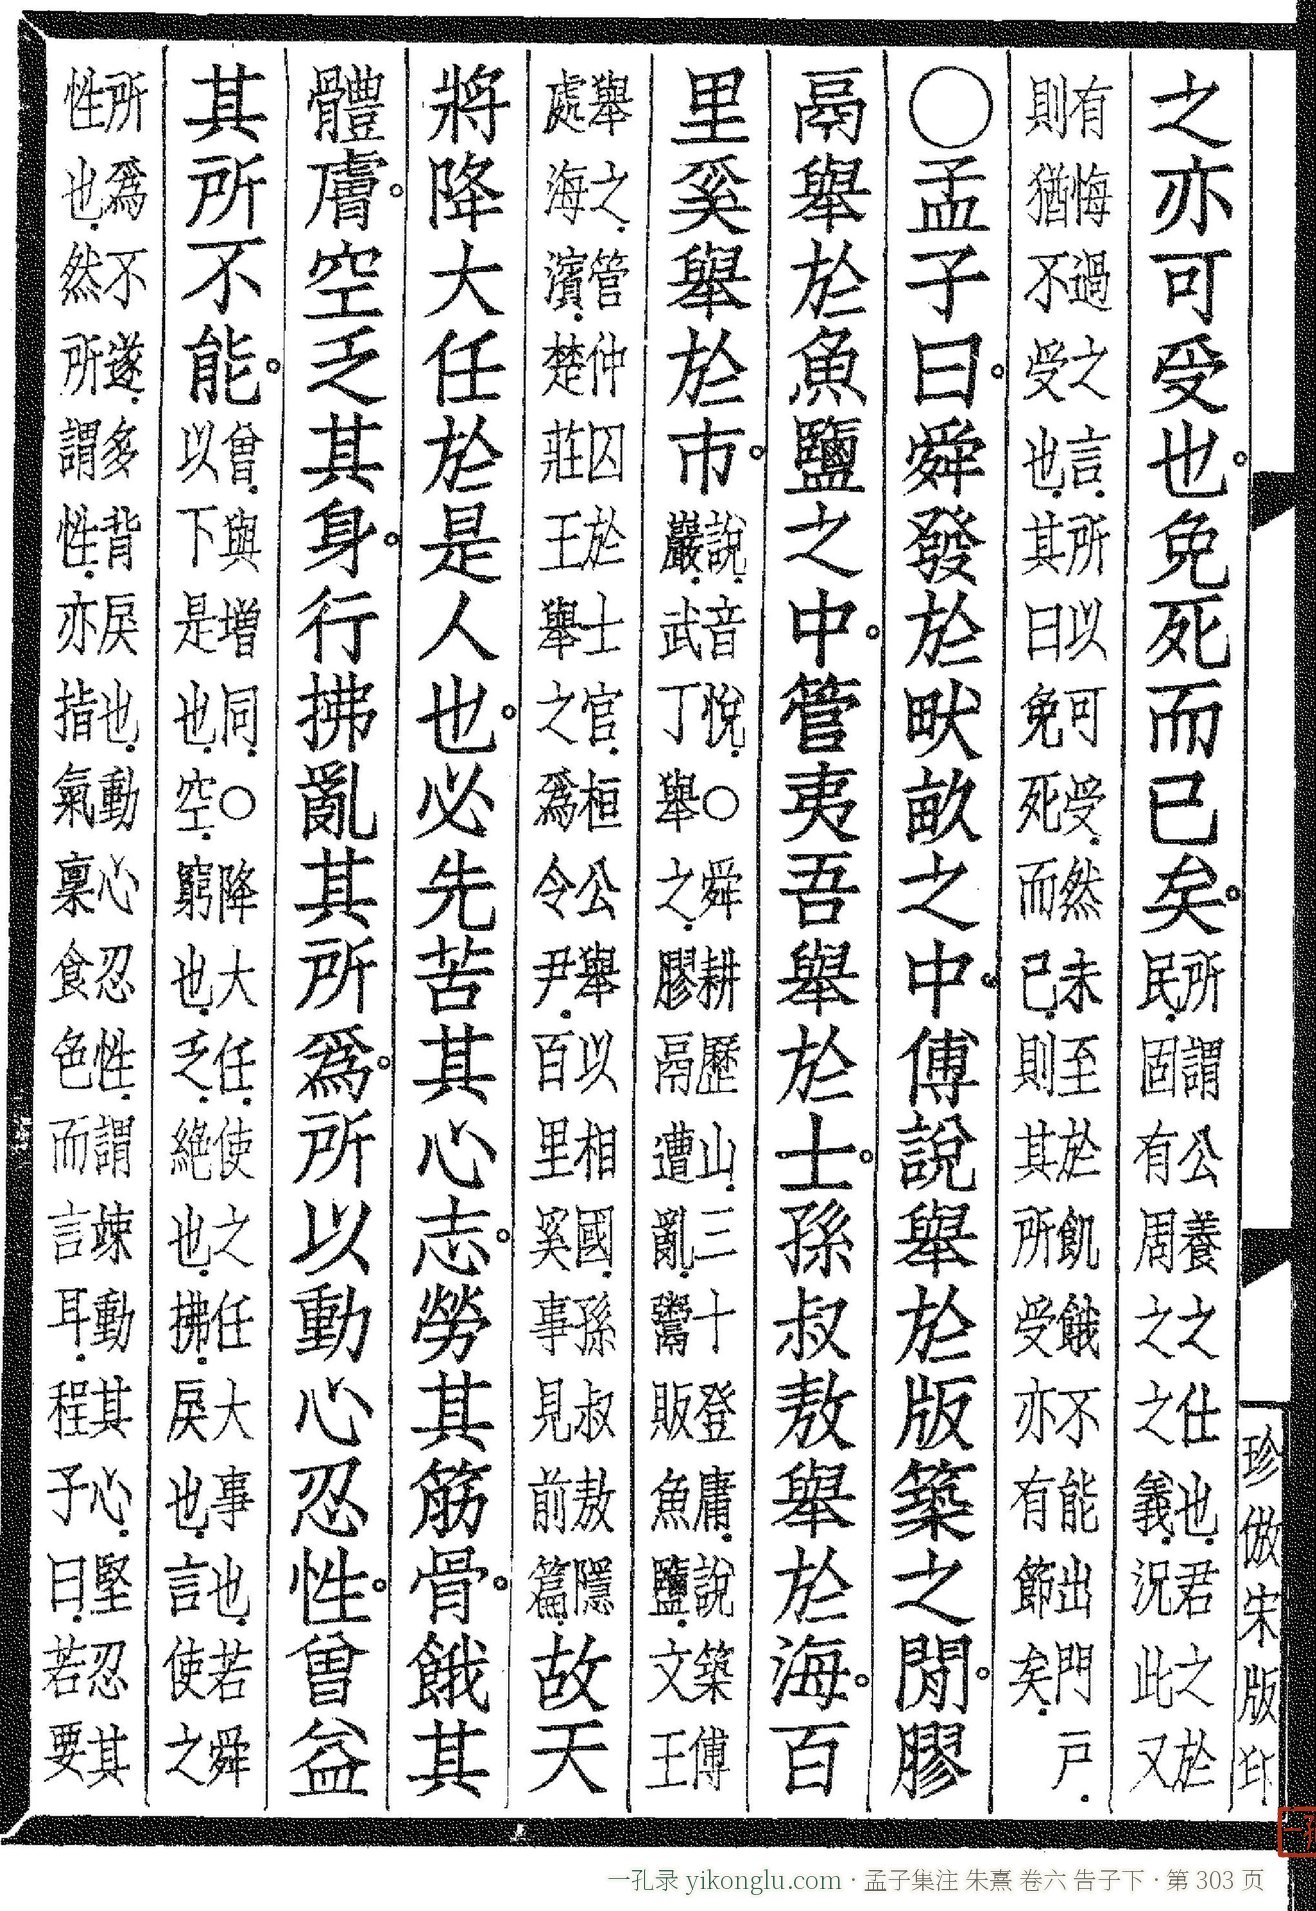 之亦可受也。免死而已矣。所謂公養之仕也.君之於
民固有周之之義.況此又
有悔過之言.所以可受.然未至於飢餓不能出門戶.
則猶不受也.其曰免死而已.則其所受亦有節矣.
○孟子曰。舜發於畎畝之中。傅說舉於版築之閒。膠
鬲舉於魚鹽之中。管夷吾舉於士。孫叔敖舉於海。百
里奚舉於市。說.音悅.○舜耕歷山.三十登庸.說築傅
巖.武丁舉之.膠鬲遭亂.鬻販魚鹽.文王
舉之.管仲囚於士官.桓公舉以相國.孫叔敖隱
處海濱.楚莊王舉之爲令尹.百里奚事見前篇.故天
將降大任於是人也。必先苦其心志。勞其筋骨。餓其
體膚。空乏其身。行拂亂其所爲。所以動心忍性。曾益
其所不能。曾.與增同.○降大任.使之任大事也.若舜
以下是也.空.窮也.乏.絶也.拂.戾也.言使之
所爲不遂.多背戾也.動心忍性.謂竦動其心.堅忍其
性也.然所謂性.亦指氣稟食色而言耳.程子曰.若要
珍倣宋版印
一孔录 yikonglu.com · 孟子集注 朱熹 卷六 告子下 · 第 303 页